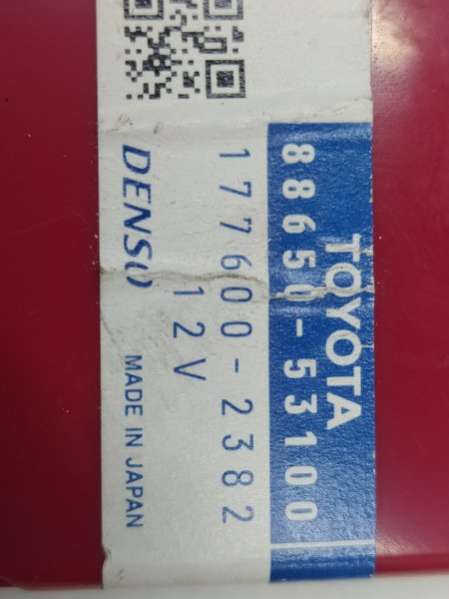 TOYOTA
88650-53100
177600-2382
12V
DENSO MADE IN JAPAN